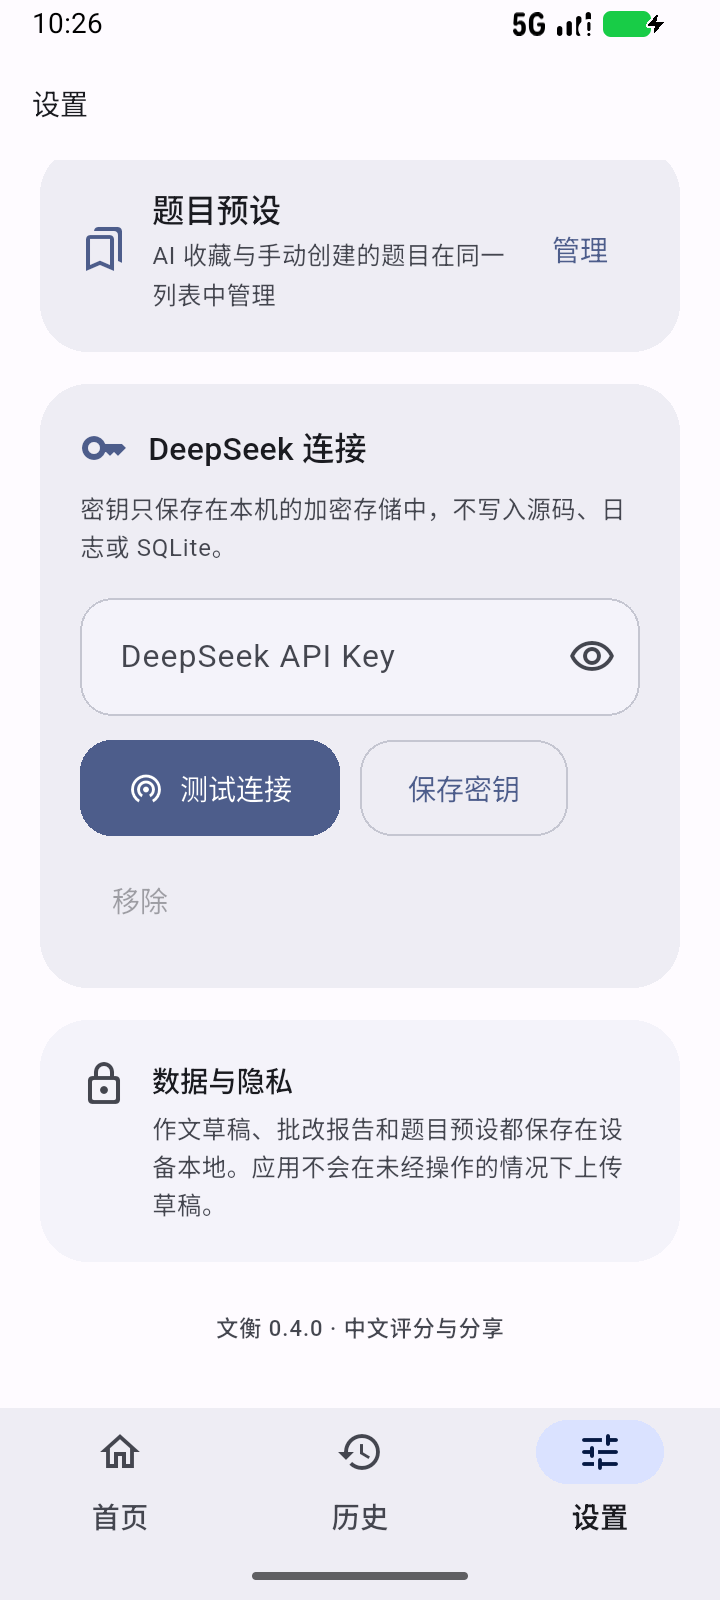 10:26
5G
设置
题目预设
AI 收藏与手动创建的题目在同一
列表中管理
管理
DeepSeek 连接
密钥只保存在本机的加密存储中，不写入源码、日
志或 SQLite。
DeepSeek API Key
测试连接
保存密钥
移除
数据与隐私
作文草稿、批改报告和题目预设都保存在设
备本地。应用不会在未经操作的情况下上传
草稿。
文衡 0.4.0 · 中文评分与分享
首页
历史
设置